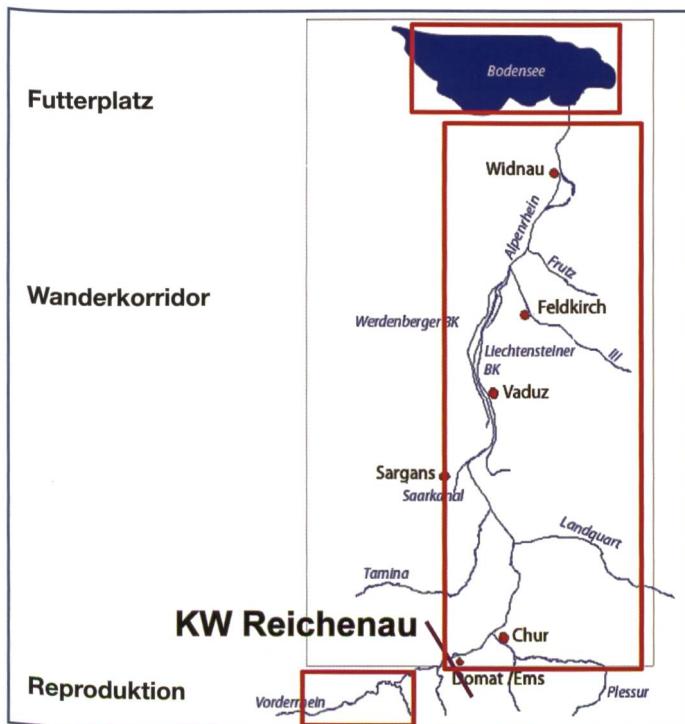 Bodensee
Futterplatz
Widnau
Alpenrhein
Frutz
Wanderkorridor
Feldkirch
Werdenberger BK
Ill
Liechtensteiner
BK
Vaduz
Sargans
Saarkanal
Landquart
Tamina
KW Reichenau
Chur
Domat /Ems
Reproduktion
Vorderrhein
Plessur